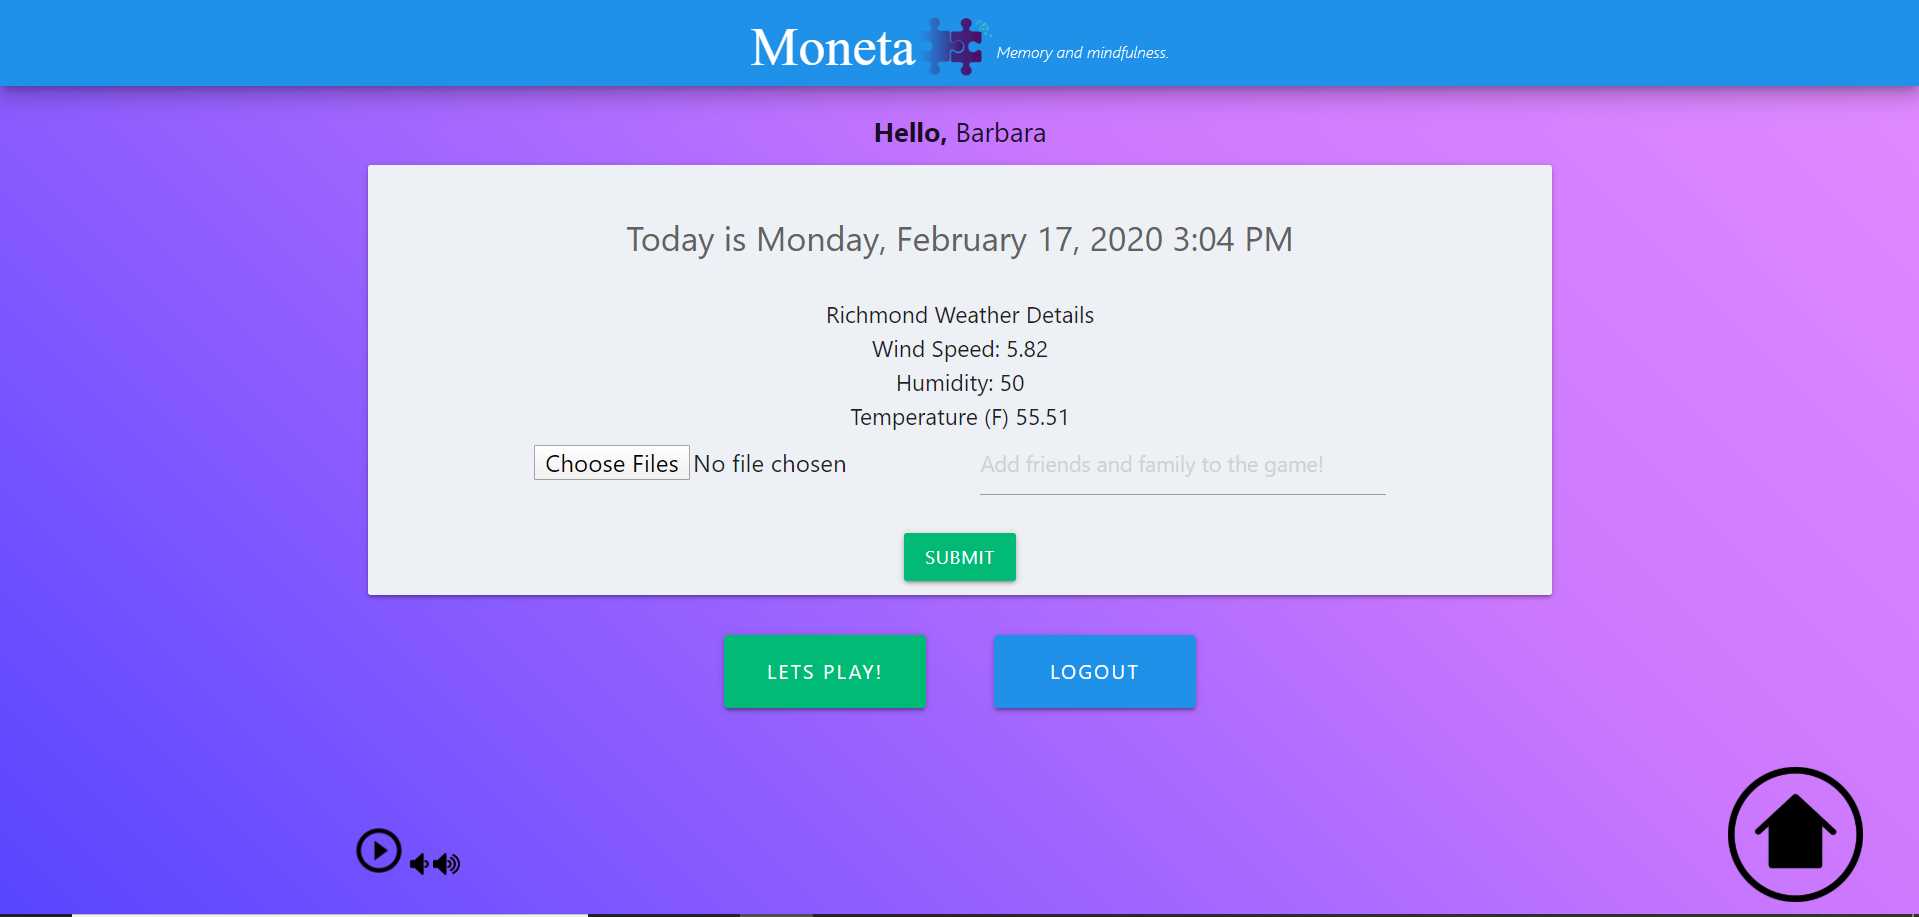 Moneta Memory and mindfulness.
Hello, Barbara
Today is Monday, February 17, 2020 3:04 PM
Richmond Weather Details
Wind Speed: 5.82
Humidity: 50
Temperature (F) 55.51
Choose Files No file chosen Add friends and family to the game!
SUBMIT
LETS PLAY! LOGOUT